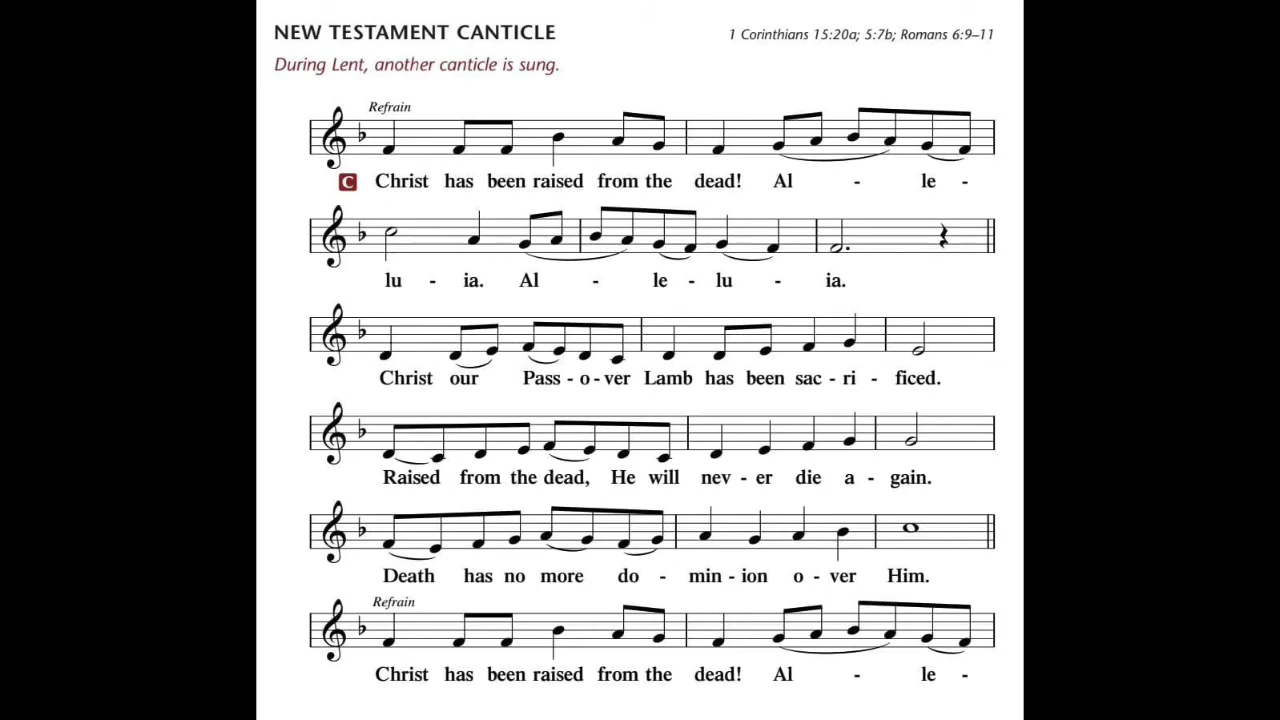 NEW TESTAMENT CANTICLE 1 Corinthians 15:20a; 5:7b; Romans 6:9–11
During Lent, another canticle is sung.
Refrain
C Christ has been raised from the dead! Al - le -
lu - ia. Al - le - lu - ia.
Christ our Pass - o - ver Lamb has been sac - ri - ficed.
Raised from the dead, He will nev - er die a - gain.
Death has no more do - min - ion o - ver Him.
Refrain
Christ has been raised from the dead! Al - le -